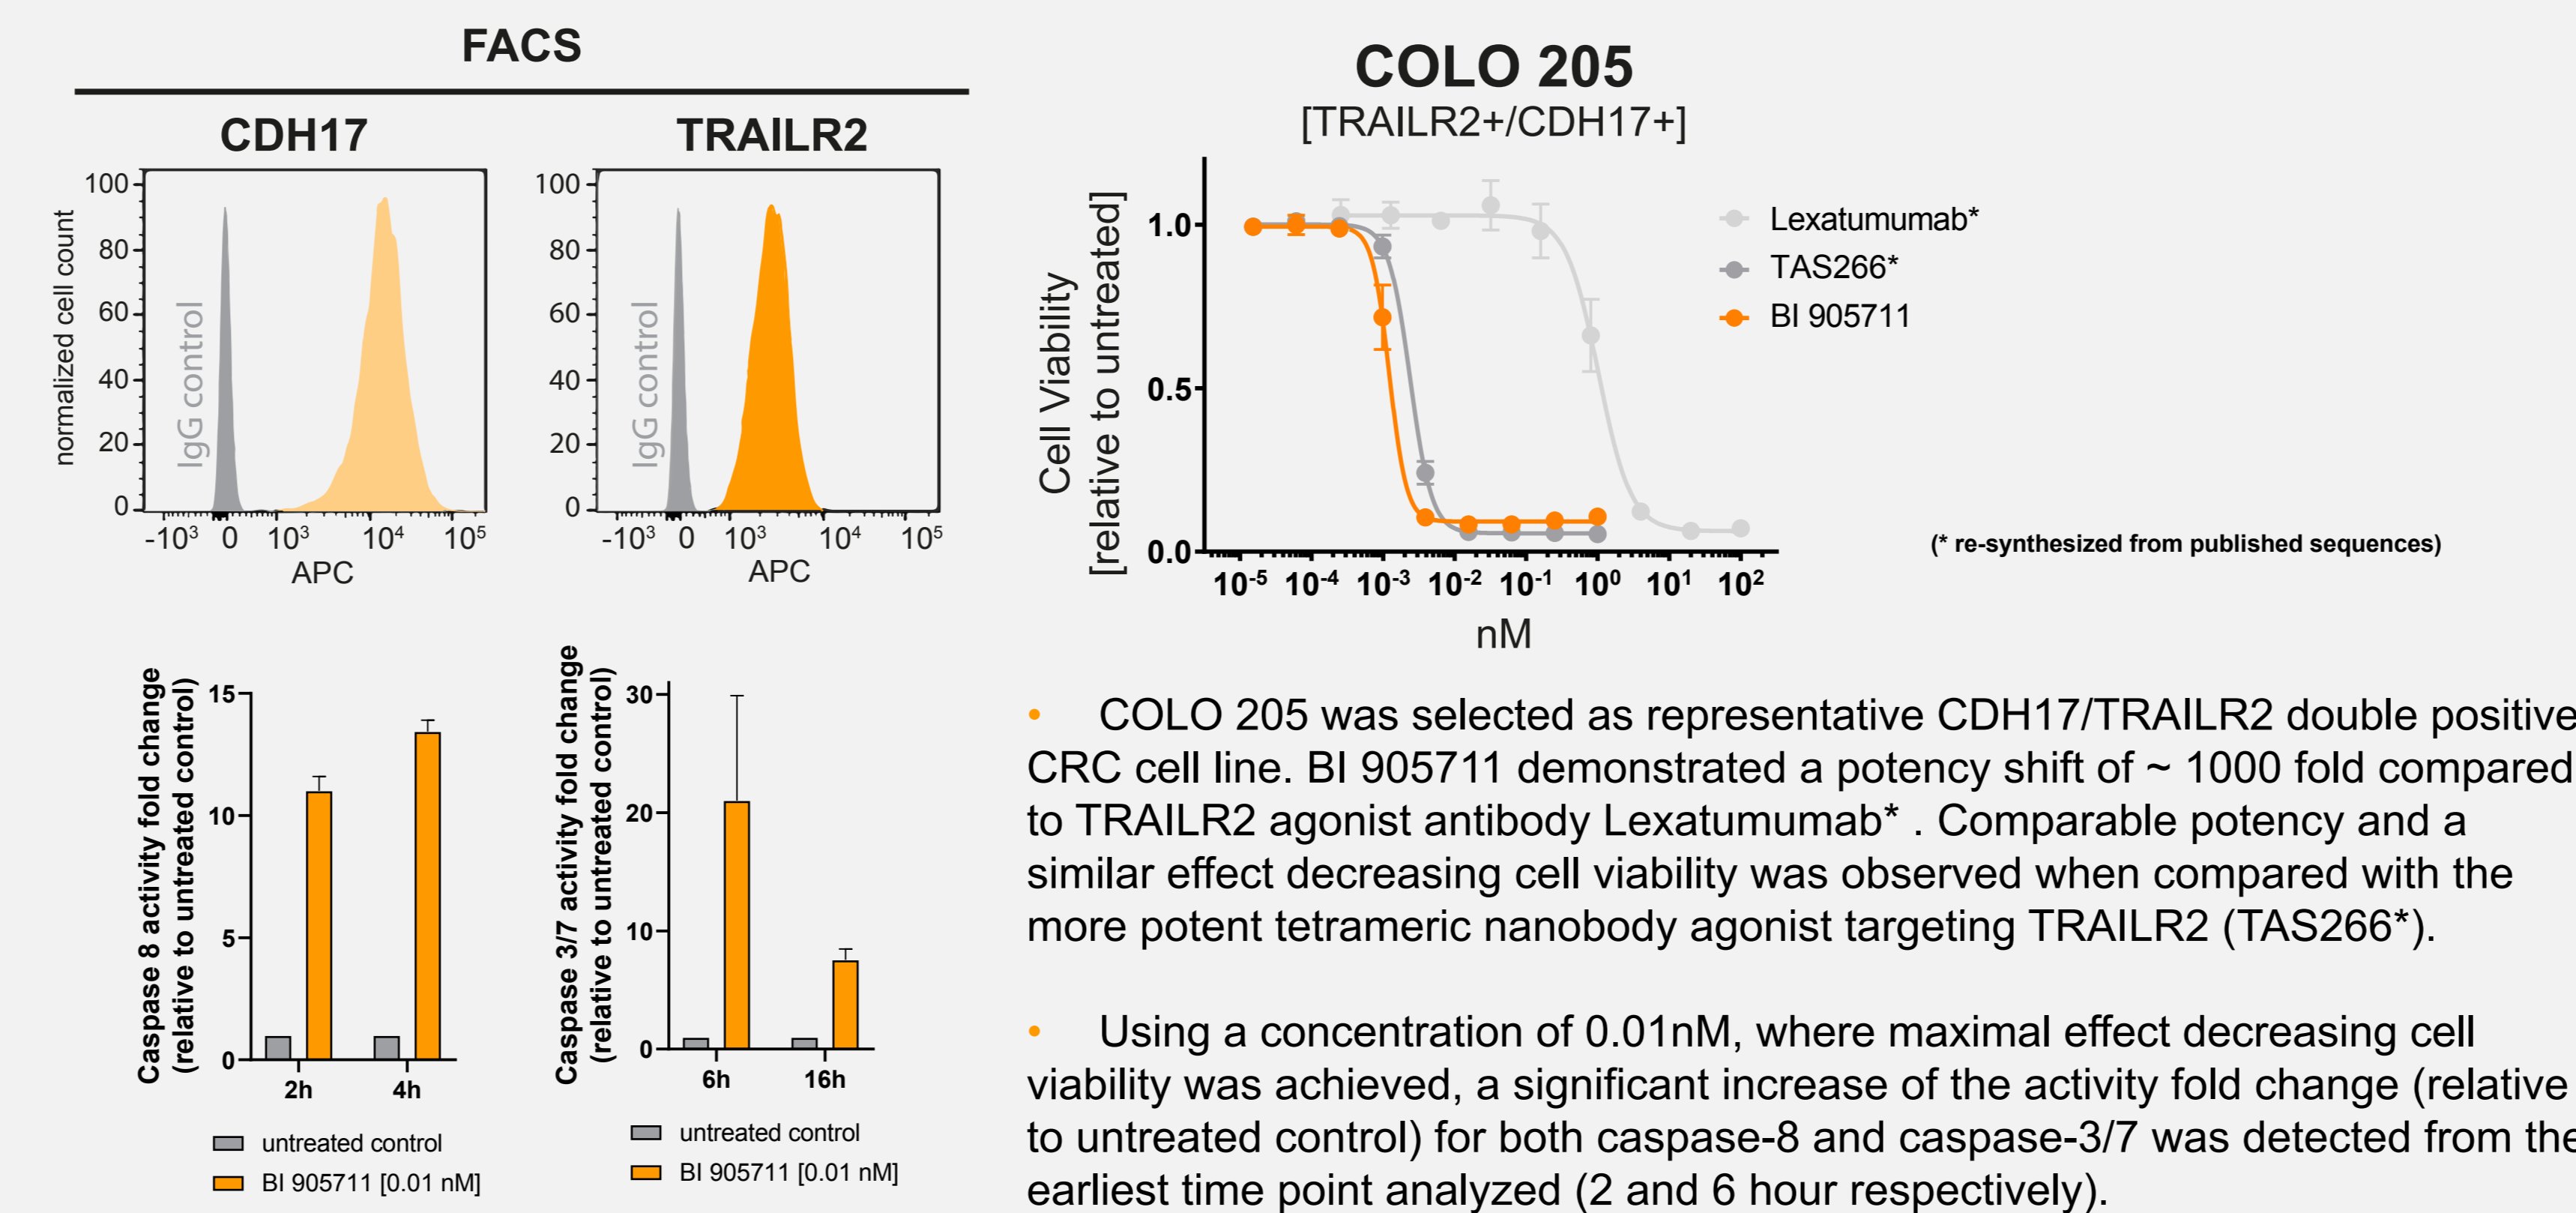 FACS
CDH17
TRAILR2
normalized cell count
100
80
60
40
20
0
IgG control
-10³ 0 10³ 10⁴ 10⁵
APC
100
80
60
40
20
0
IgG control
-10³ 0 10³ 10⁴ 10⁵
APC
COLO 205
[TRAILR2+/CDH17+]
Cell Viability
[relative to untreated]
1.0
0.5
0.0
10⁻⁵ 10⁻⁴ 10⁻³ 10⁻² 10⁻¹ 10⁰ 10¹ 10²
nM
Lexatumumab*
TAS266*
BI 905711
(* re-synthesized from published sequences)
Caspase 8 activity fold change
(relative to untreated control)
15
10
5
0
2h 4h
untreated control
BI 905711 [0.01 nM]
Caspase 3/7 activity fold change
(relative to untreated control)
30
20
10
0
6h 16h
untreated control
BI 905711 [0.01 nM]
• COLO 205 was selected as representative CDH17/TRAILR2 double positive
CRC cell line. BI 905711 demonstrated a potency shift of ~ 1000 fold compared
to TRAILR2 agonist antibody Lexatumumab* . Comparable potency and a
similar effect decreasing cell viability was observed when compared with the
more potent tetrameric nanobody agonist targeting TRAILR2 (TAS266*).
• Using a concentration of 0.01nM, where maximal effect decreasing cell
viability was achieved, a significant increase of the activity fold change (relative
to untreated control) for both caspase-8 and caspase-3/7 was detected from the
earliest time point analyzed (2 and 6 hour respectively).